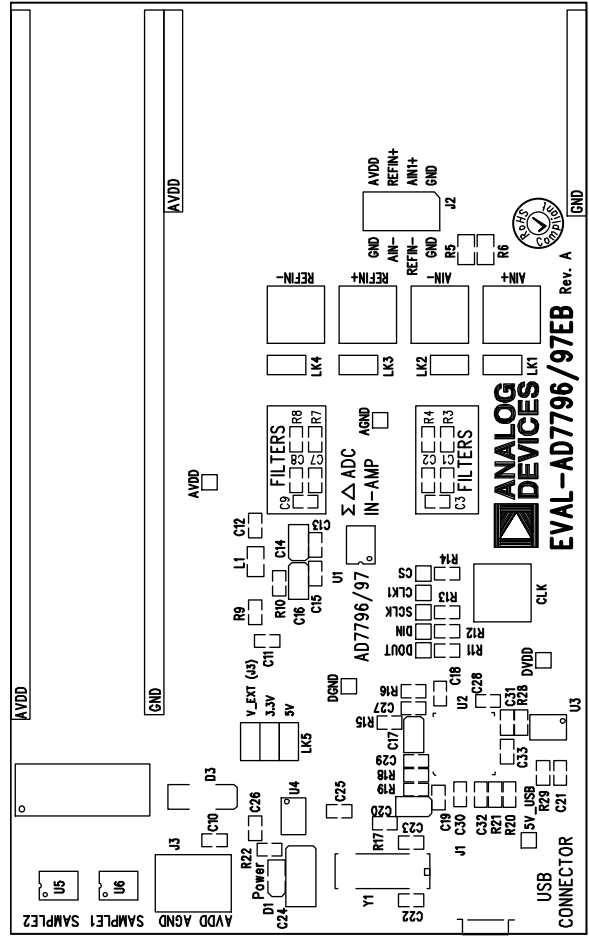 AVDD
GND
AVDD
GND
AVDD
REFIN+
AIN1+
GND
J2
GND
AIN-
REFIN-
GND
RoHS
Compliant
R5
R6
REFIN-
REFIN+
AIN-
AIN+
LK4
LK3
LK2
LK1
FILTERS
R8
R7
C8
C7
C9
AGND
R4
R3
C2
C1
C3
FILTERS
ANALOG
DEVICES
EVAL-AD7796/97EB Rev. A
AVDD
Σ△ADC
IN-AMP
U1
AD7796/97
C12
L1
R9
C11
C14
C13
R10
C16
C15
CS
CLK1
SCLK
DIN
DOUT
R14
R13
R12
R11
CLK
DVDD
DGND
V_EXT (J3)
3.3V
5V
LK5
R16
C27
R15
C17
C18
U2
C28
C31
R28
U3
C33
C29
R18
R19
C20
C19
C30
C32
R21
R20
5V_USB
R29
C21
R17
C23
J1
Y1
C22
C25
U4
C26
R22
Power
D1
C24
D3
C10
J3
AVDD AGND AVDD
U5
U6
SAMPLE2
SAMPLE1
USB
CONNECTOR